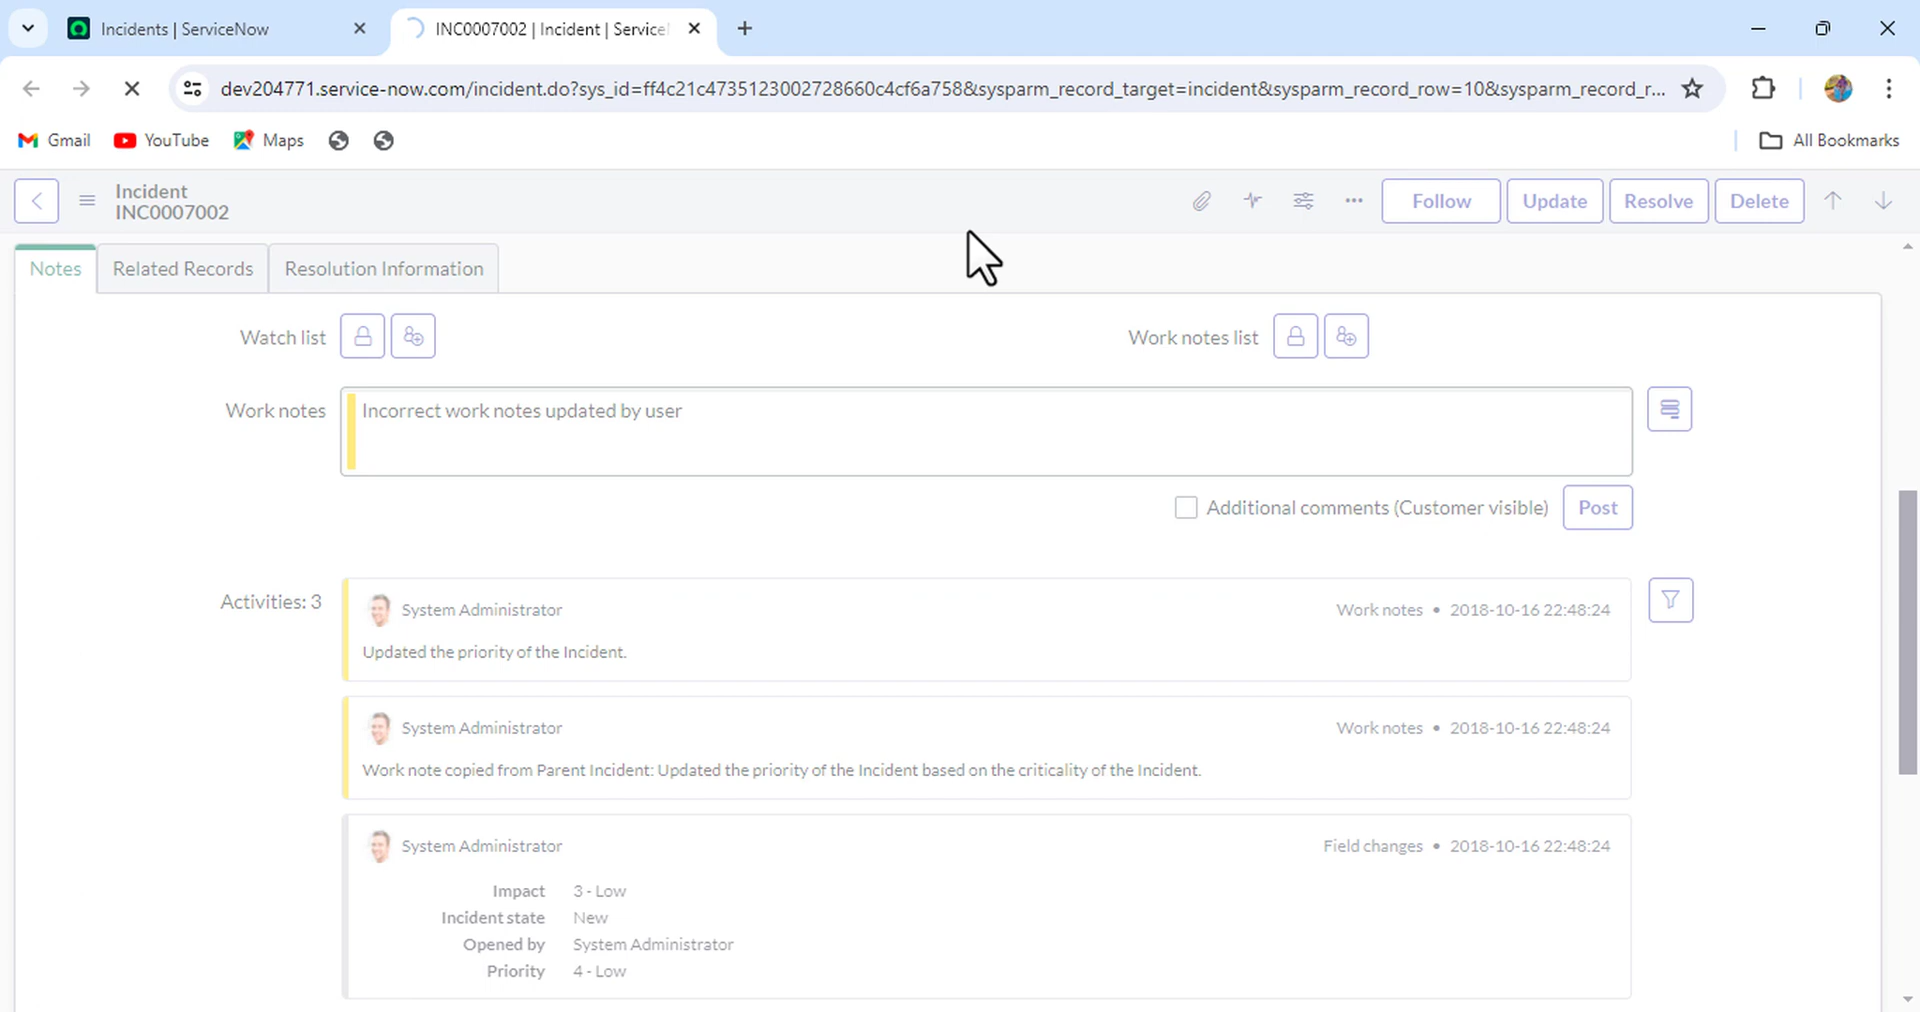 Incidents | ServiceNow
INC0007002 | Incident | Service
dev204771.service-now.com/incident.do?sys_id=ff4c21c4735123002728660c4cf6a758&sysparm_record_target=incident&sysparm_record_row=10&sysparm_record_r...
Gmail YouTube Maps All Bookmarks
Incident
INC0007002
Follow Update Resolve Delete
Notes Related Records Resolution Information
Watch list Work notes list
Work notes Incorrect work notes updated by user
Additional comments (Customer visible) Post
Activities: 3 System Administrator Work notes • 2018-10-16 22:48:24
Updated the priority of the Incident.
System Administrator Work notes • 2018-10-16 22:48:24
Work note copied from Parent Incident: Updated the priority of the Incident based on the criticality of the Incident.
System Administrator Field changes • 2018-10-16 22:48:24
Impact 3 - Low
Incident state New
Opened by System Administrator
Priority 4 - Low